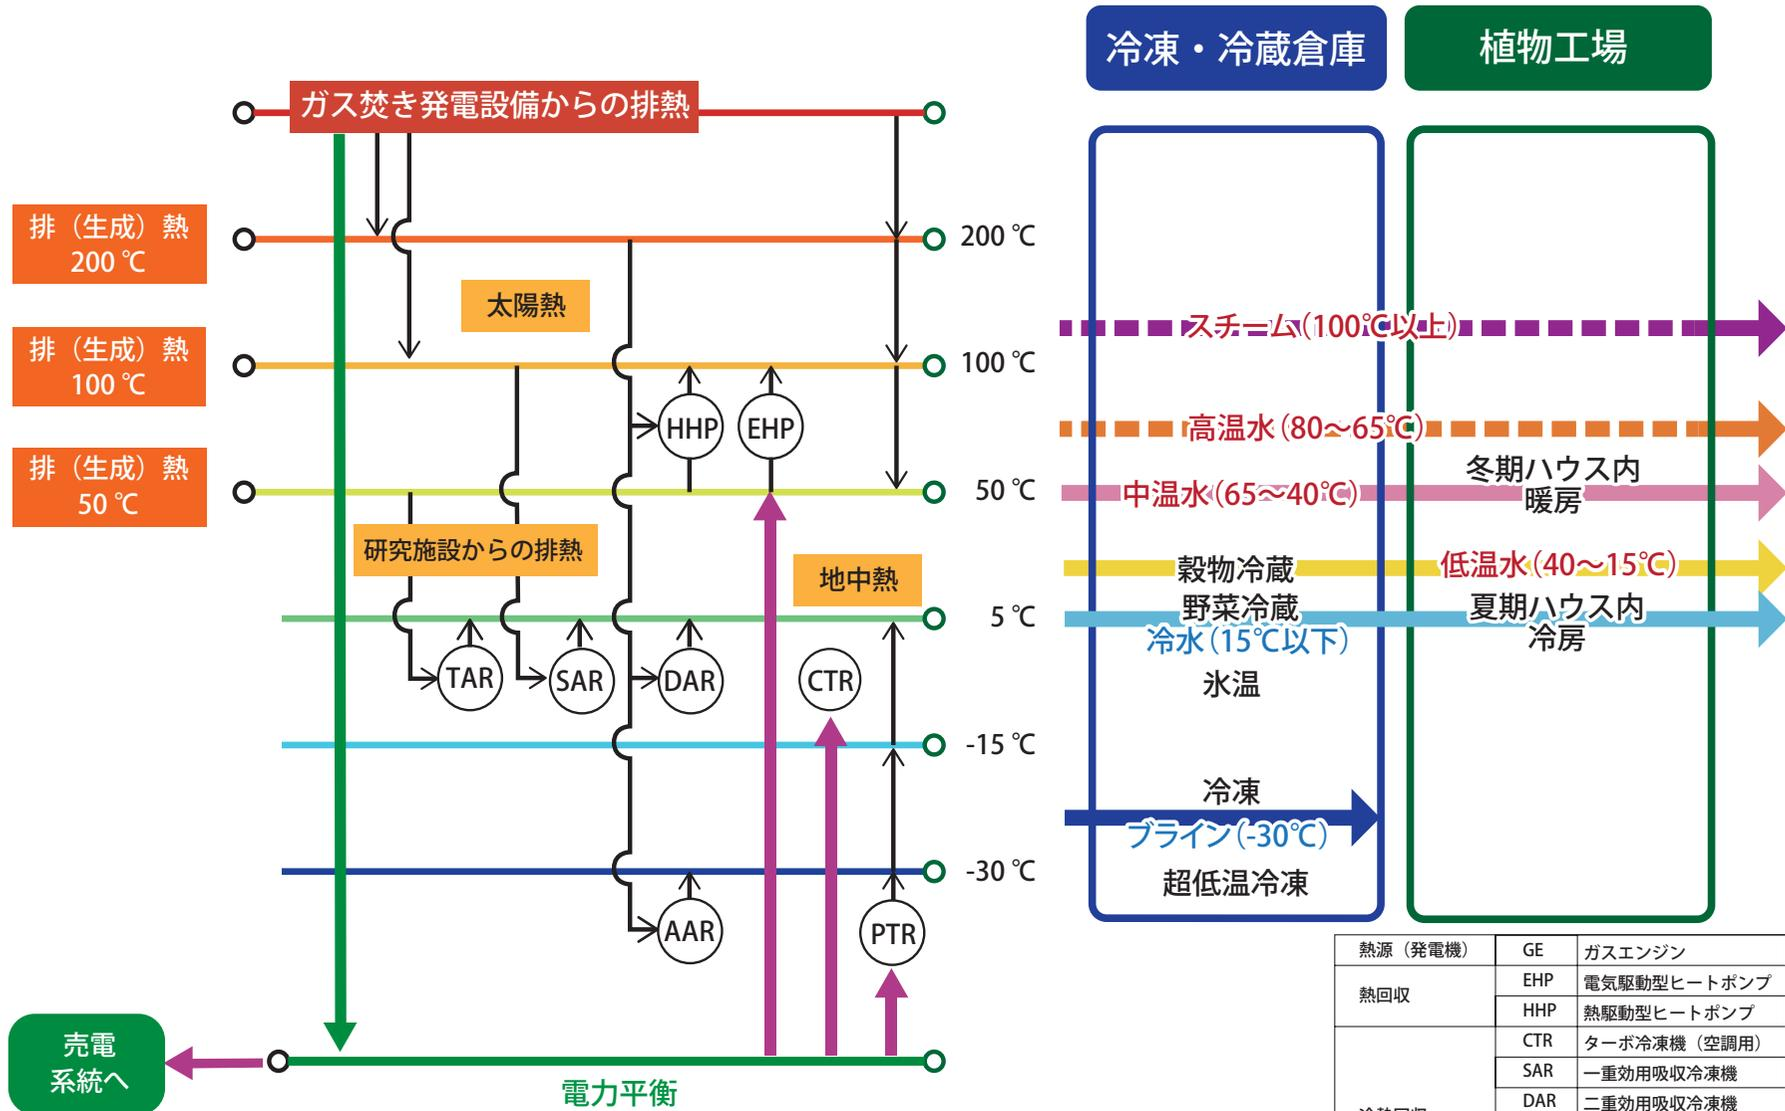 冷凍・冷蔵倉庫
植物工場
ガス焚き発電設備からの排熱
排（生成）熱
200 ℃
200 ℃
太陽熱
スチーム（100℃以上）
排（生成）熱
100 ℃
100 ℃
HHP
EHP
高温水（80～65℃）
排（生成）熱
50 ℃
50 ℃
中温水（65～40℃）
冬期ハウス内
暖房
研究施設からの排熱
地中熱
穀物冷蔵
低温水（40～15℃）
5 ℃
野菜冷蔵
冷水（15℃以下）
夏期ハウス内
冷房
TAR
SAR
DAR
CTR
氷温
-15 ℃
冷凍
ブライン（-30℃）
-30 ℃
超低温冷凍
AAR
PTR
売電
系統へ
電力平衡
熱源（発電機）
GE
ガスエンジン
熱回収
EHP
電気駆動型ヒートポンプ
HHP
熱駆動型ヒートポンプ
CTR
ターボ冷凍機（空調用）
SAR
一重効用吸収冷凍機
DAR
二重効用吸収冷凍機